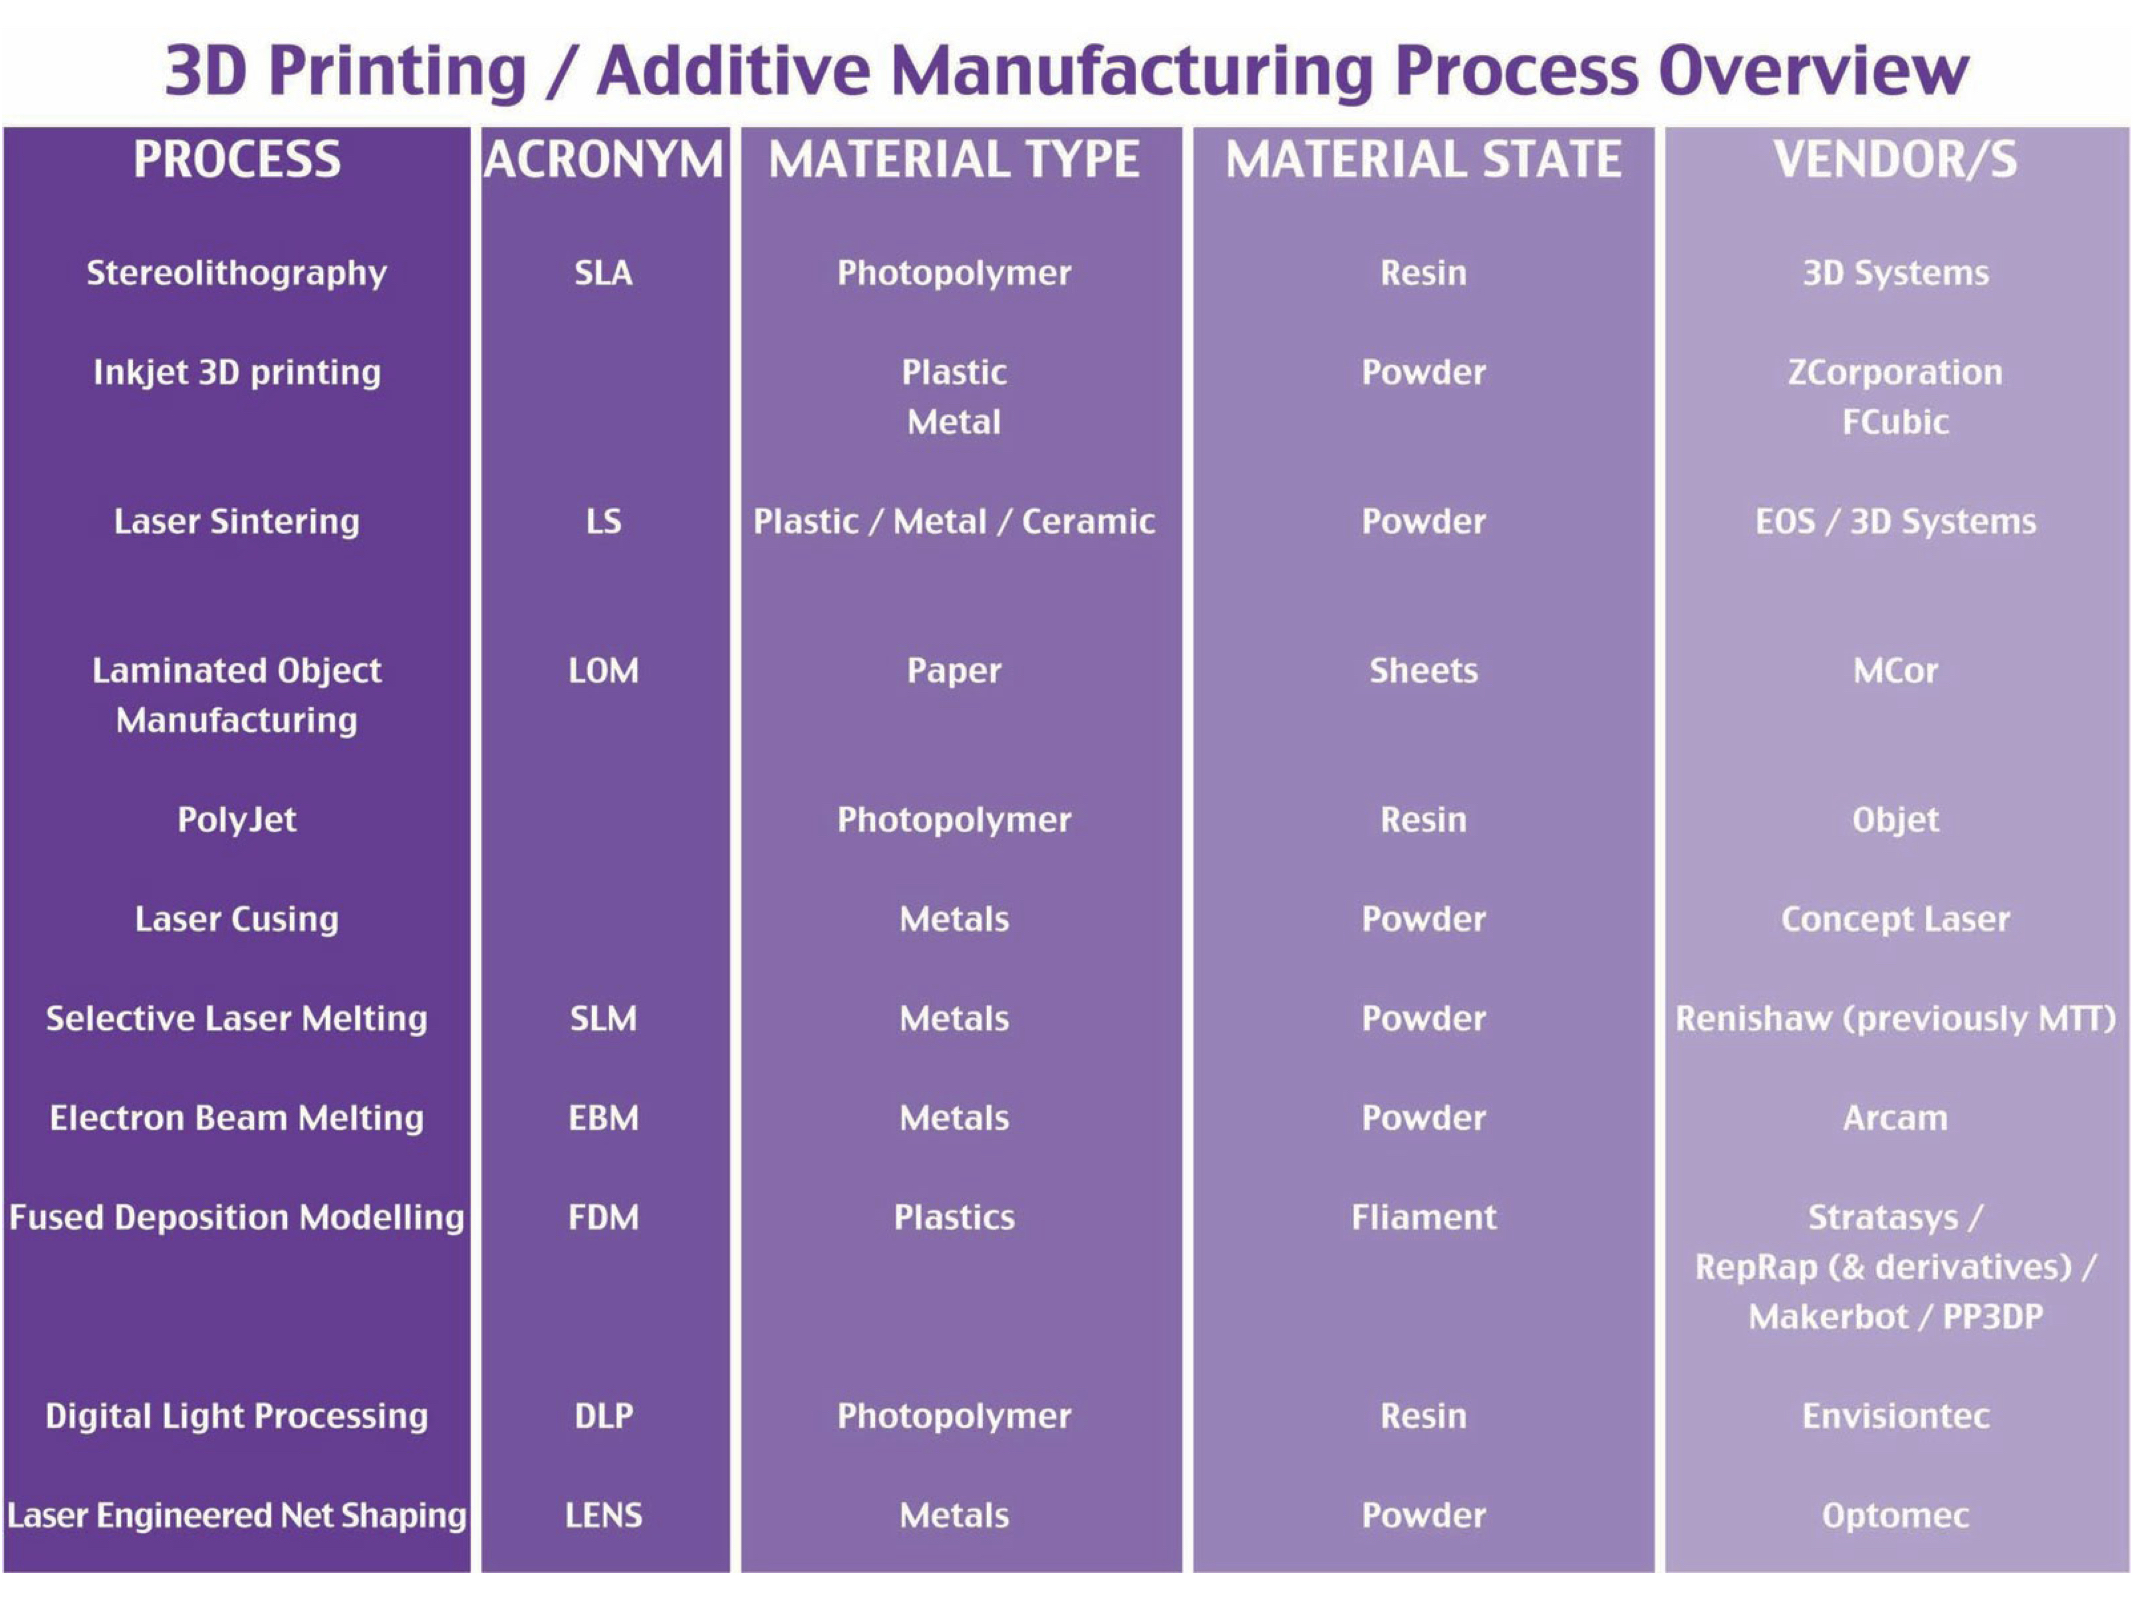 3D Printing / Additive Manufacturing Process Overview
PROCESS ACRONYM MATERIAL TYPE MATERIAL STATE VENDOR/S
Stereolithography SLA Photopolymer Resin 3D Systems
Inkjet 3D printing Plastic Powder ZCorporation
Metal FCubic
Laser Sintering LS Plastic / Metal / Ceramic Powder EOS / 3D Systems
Laminated Object LOM Paper Sheets MCor
Manufacturing
PolyJet Photopolymer Resin Objet
Laser Cusing Metals Powder Concept Laser
Selective Laser Melting SLM Metals Powder Renishaw (previously MTT)
Electron Beam Melting EBM Metals Powder Arcam
Fused Deposition Modelling FDM Plastics Fliament Stratasys /
RepRap (& derivatives) /
Makerbot / PP3DP
Digital Light Processing DLP Photopolymer Resin Envisiontec
Laser Engineered Net Shaping LENS Metals Powder Optomec